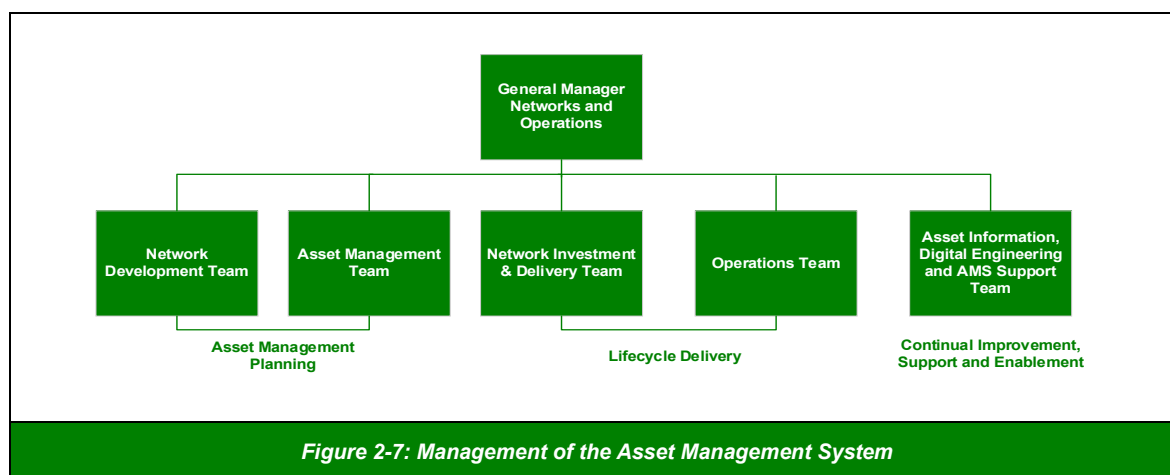 General Manager
Networks and
Operations
Network
Development Team
Asset Management
Team
Network Investment
& Delivery Team
Operations Team
Asset Information,
Digital Engineering
and AMS Support
Team
Asset Management
Planning
Lifecycle Delivery
Continual Improvement,
Support and Enablement
Figure 2-7: Management of the Asset Management System